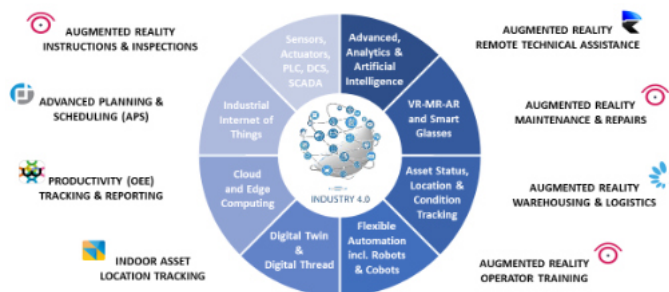 AUGMENTED REALITY
INSTRUCTIONS & INSPECTIONS
ADVANCED PLANNING &
SCHEDULING (APS)
PRODUCTIVITY (OEE)
TRACKING & REPORTING
INDOOR ASSET
LOCATION TRACKING
Sensors,
Actuators,
PLC, DCS,
SCADA
Advanced,
Analytics &
Artificial
Intelligence
Industrial
Internet of
Things
VR-MR-AR
and Smart
Glasses
Cloud
and Edge
Computing
Asset Status,
Location &
Condition
Tracking
Digital Twin
&
Digital Thread
Flexible
Automation
incl. Robots
& Cobots
INDUSTRY 4.0
AUGMENTED REALITY
REMOTE TECHNICAL ASSISTANCE
AUGMENTED REALITY
MAINTENANCE & REPAIRS
AUGMENTED REALITY
WAREHOUSING & LOGISTICS
AUGMENTED REALITY
OPERATOR TRAINING